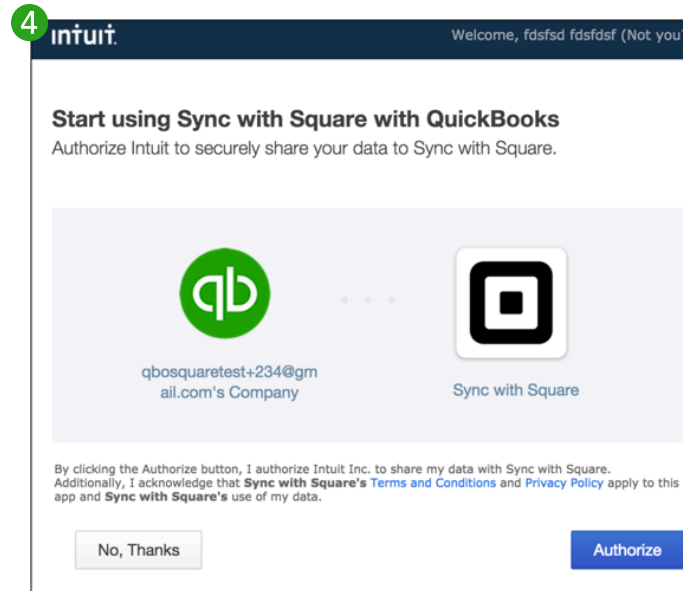 4
ıntuıt.
Welcome, fdsfsd fdsfdsf (Not you?
Start using Sync with Square with QuickBooks
Authorize Intuit to securely share your data to Sync with Square.
qb
qbosquaretest+234@gm
ail.com's Company
Sync with Square
By clicking the Authorize button, I authorize Intuit Inc. to share my data with Sync with Square.
Additionally, I acknowledge that Sync with Square's Terms and Conditions and Privacy Policy apply to this
app and Sync with Square's use of my data.
No, Thanks
Authorize